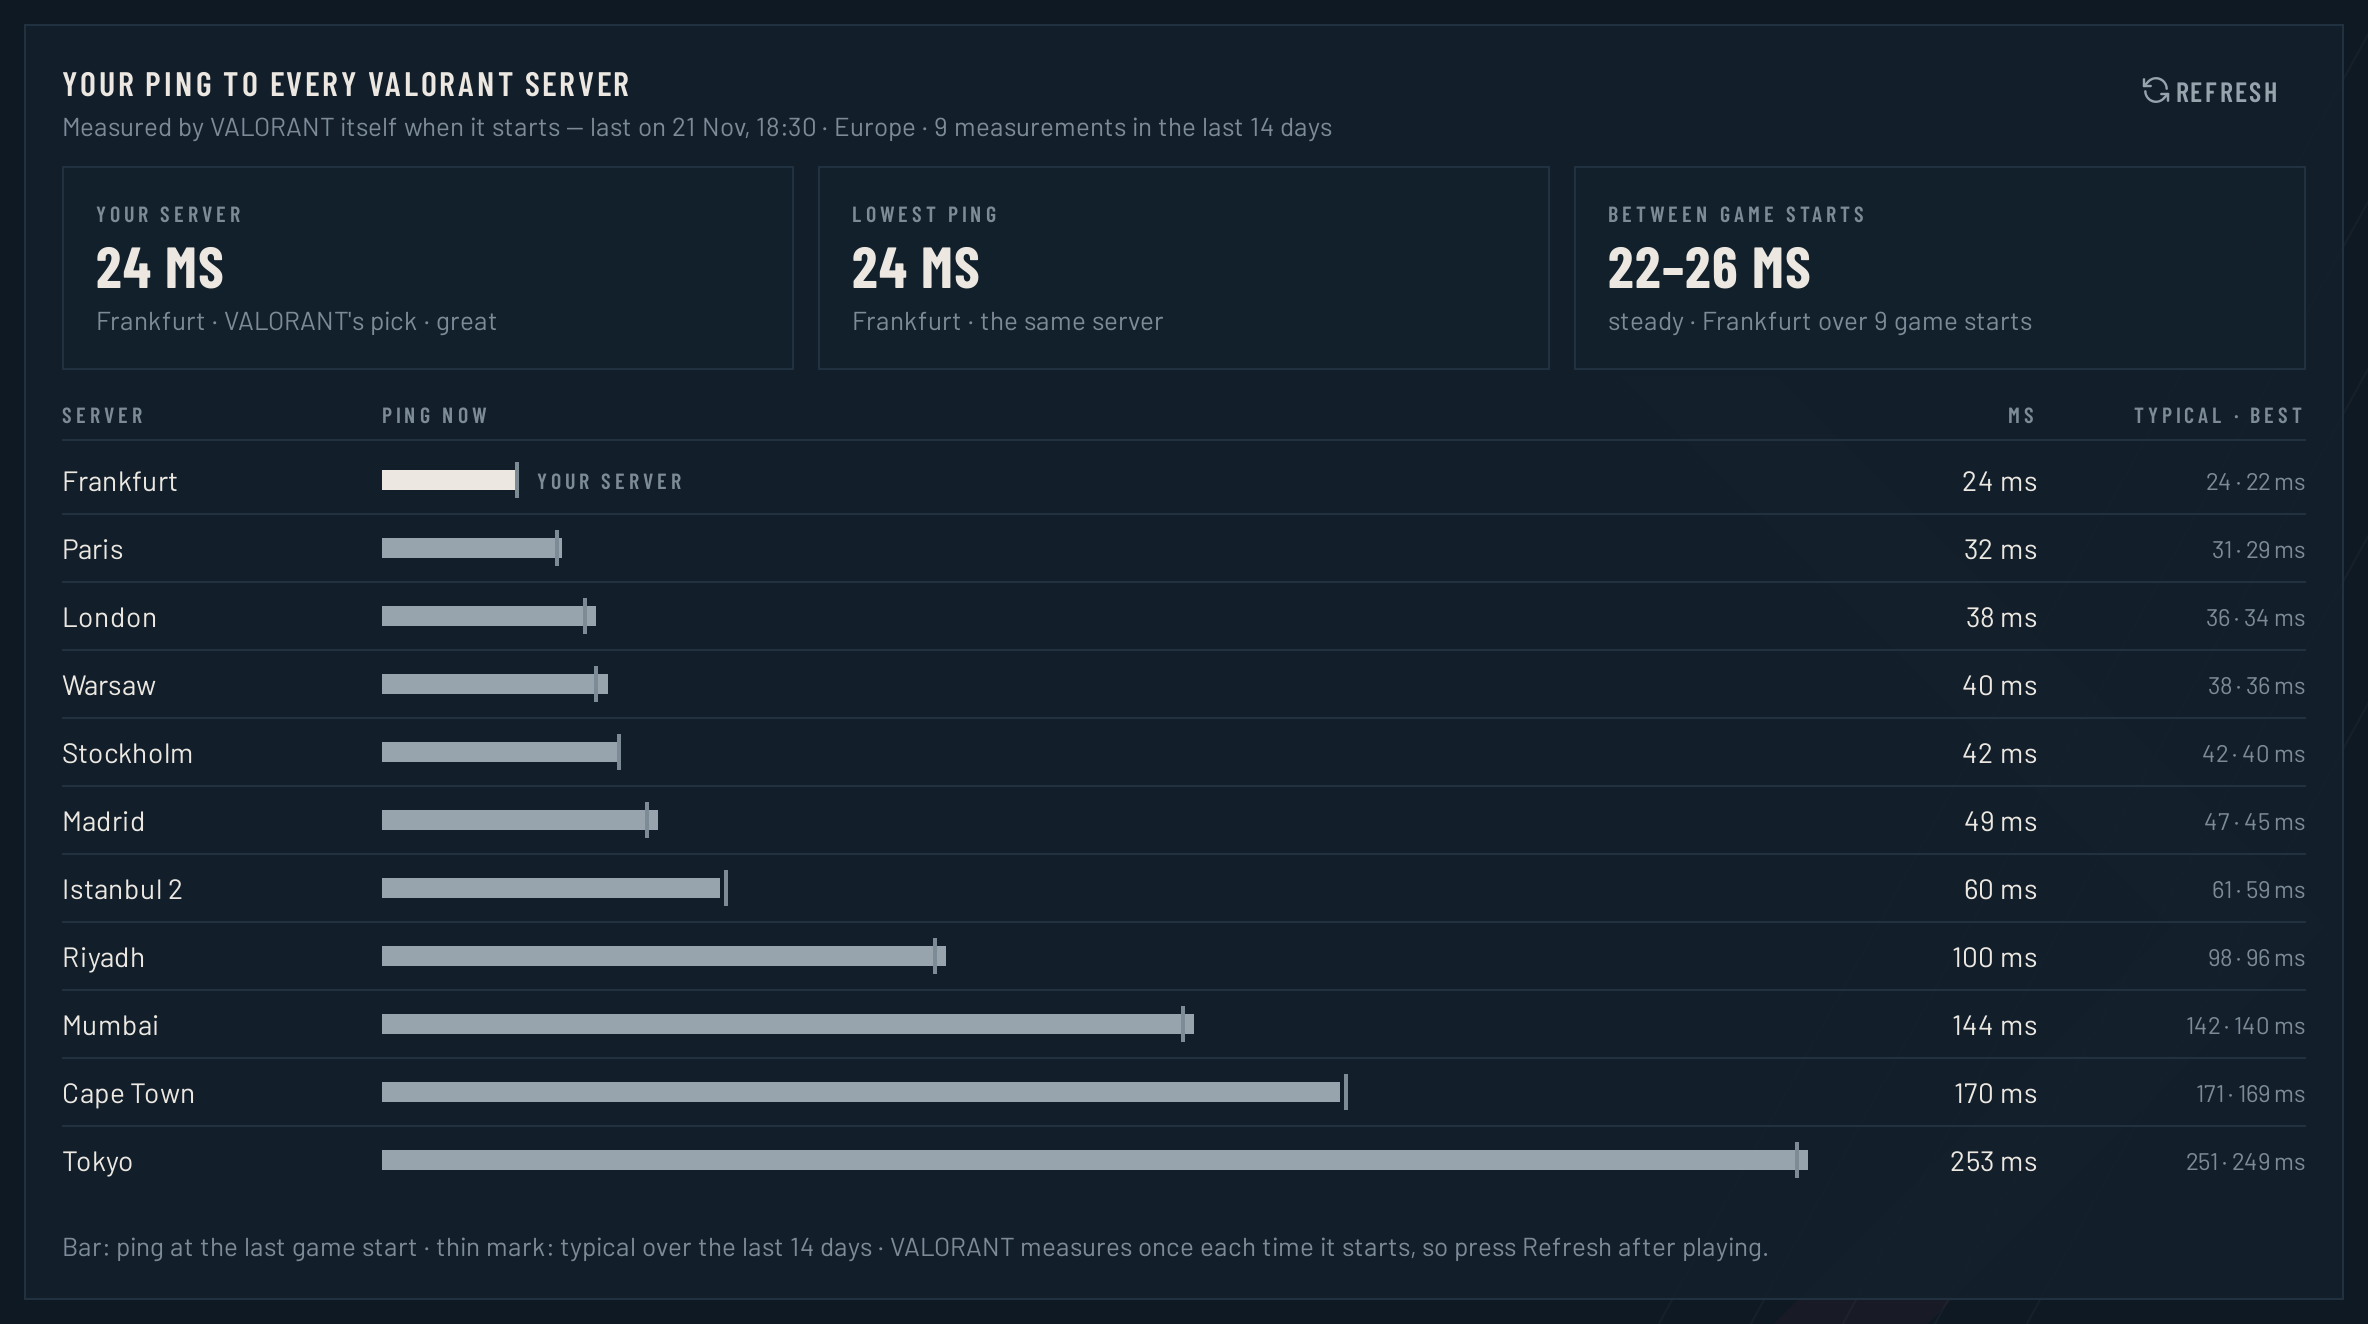 YOUR PING TO EVERY VALORANT SERVER
REFRESH
Measured by VALORANT itself when it starts — last on 21 Nov, 18:30 · Europe · 9 measurements in the last 14 days
YOUR SERVER
24 MS
Frankfurt · VALORANT's pick · great
LOWEST PING
24 MS
Frankfurt · the same server
BETWEEN GAME STARTS
22–26 MS
steady · Frankfurt over 9 game starts
SERVER PING NOW MS TYPICAL · BEST
Frankfurt YOUR SERVER 24 ms 24 · 22 ms
Paris 32 ms 31 · 29 ms
London 38 ms 36 · 34 ms
Warsaw 40 ms 38 · 36 ms
Stockholm 42 ms 42 · 40 ms
Madrid 49 ms 47 · 45 ms
Istanbul 2 60 ms 61 · 59 ms
Riyadh 100 ms 98 · 96 ms
Mumbai 144 ms 142 · 140 ms
Cape Town 170 ms 171 · 169 ms
Tokyo 253 ms 251 · 249 ms
Bar: ping at the last game start · thin mark: typical over the last 14 days · VALORANT measures once each time it starts, so press Refresh after playing.